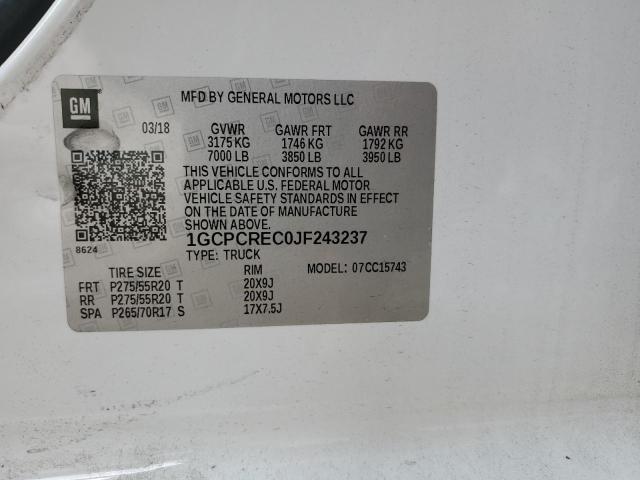 GM
MFD BY GENERAL MOTORS LLC
03/18 GVWR GAWR FRT GAWR RR
3175 KG 1746 KG 1792 KG
7000 LB 3850 LB 3950 LB
THIS VEHICLE CONFORMS TO ALL
APPLICABLE U.S. FEDERAL MOTOR
VEHICLE SAFETY STANDARDS IN EFFECT
ON THE DATE OF MANUFACTURE
SHOWN ABOVE.
1GCPCREC0JF243237
8624
TYPE: TRUCK
TIRE SIZE RIM MODEL: 07CC15743
FRT P275/55R20 T 20X9J
RR P275/55R20 T 20X9J
SPA P265/70R17 S 17X7.5J